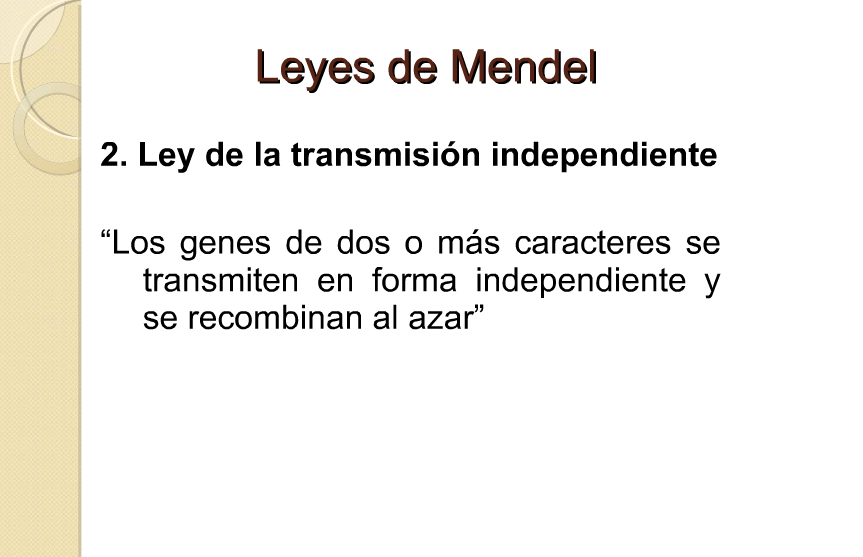 Leyes de Mendel
2. Ley de la transmisión independiente
“Los genes de dos o más caracteres se
transmiten en forma independiente y
se recombinan al azar”